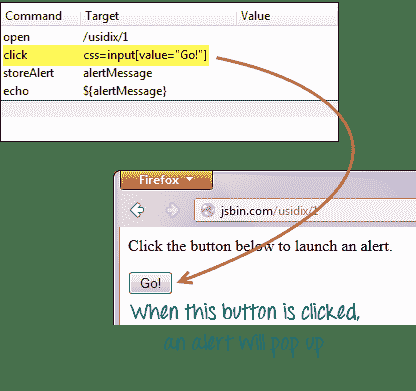 Command Target Value
open /usidix/1
click css=input[value="Go!"]
storeAlert alertMessage
echo ${alertMessage}
Firefox
jsbin.com/usidix/1
Click the button below to launch an alert.
Go!
When this button is clicked,
an alert will pop up